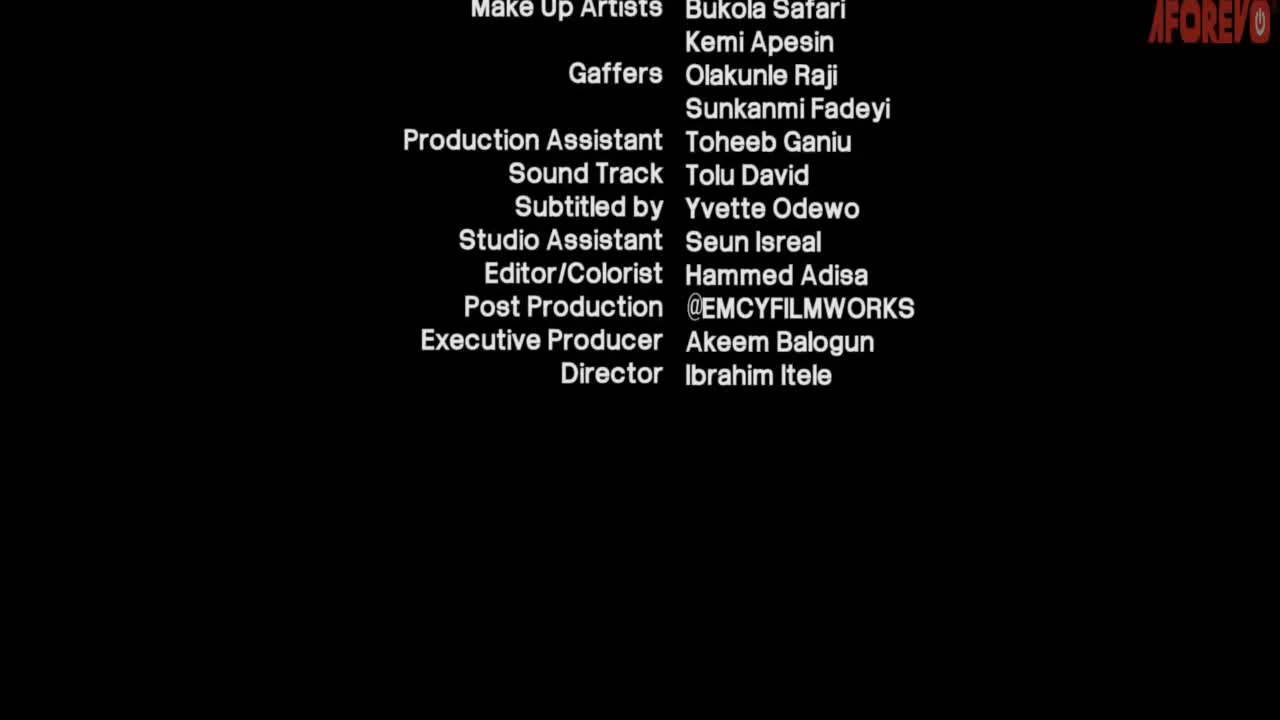 AFOREVO
Make Up Artists Bukola Safari
Kemi Apesin
Gaffers Olakunle Raji
Sunkanmi Fadeyi
Production Assistant Toheeb Ganiu
Sound Track Tolu David
Subtitled by Yvette Odewo
Studio Assistant Seun Isreal
Editor/Colorist Hammed Adisa
Post Production @EMCYFILMWORKS
Executive Producer Akeem Balogun
Director Ibrahim Itele